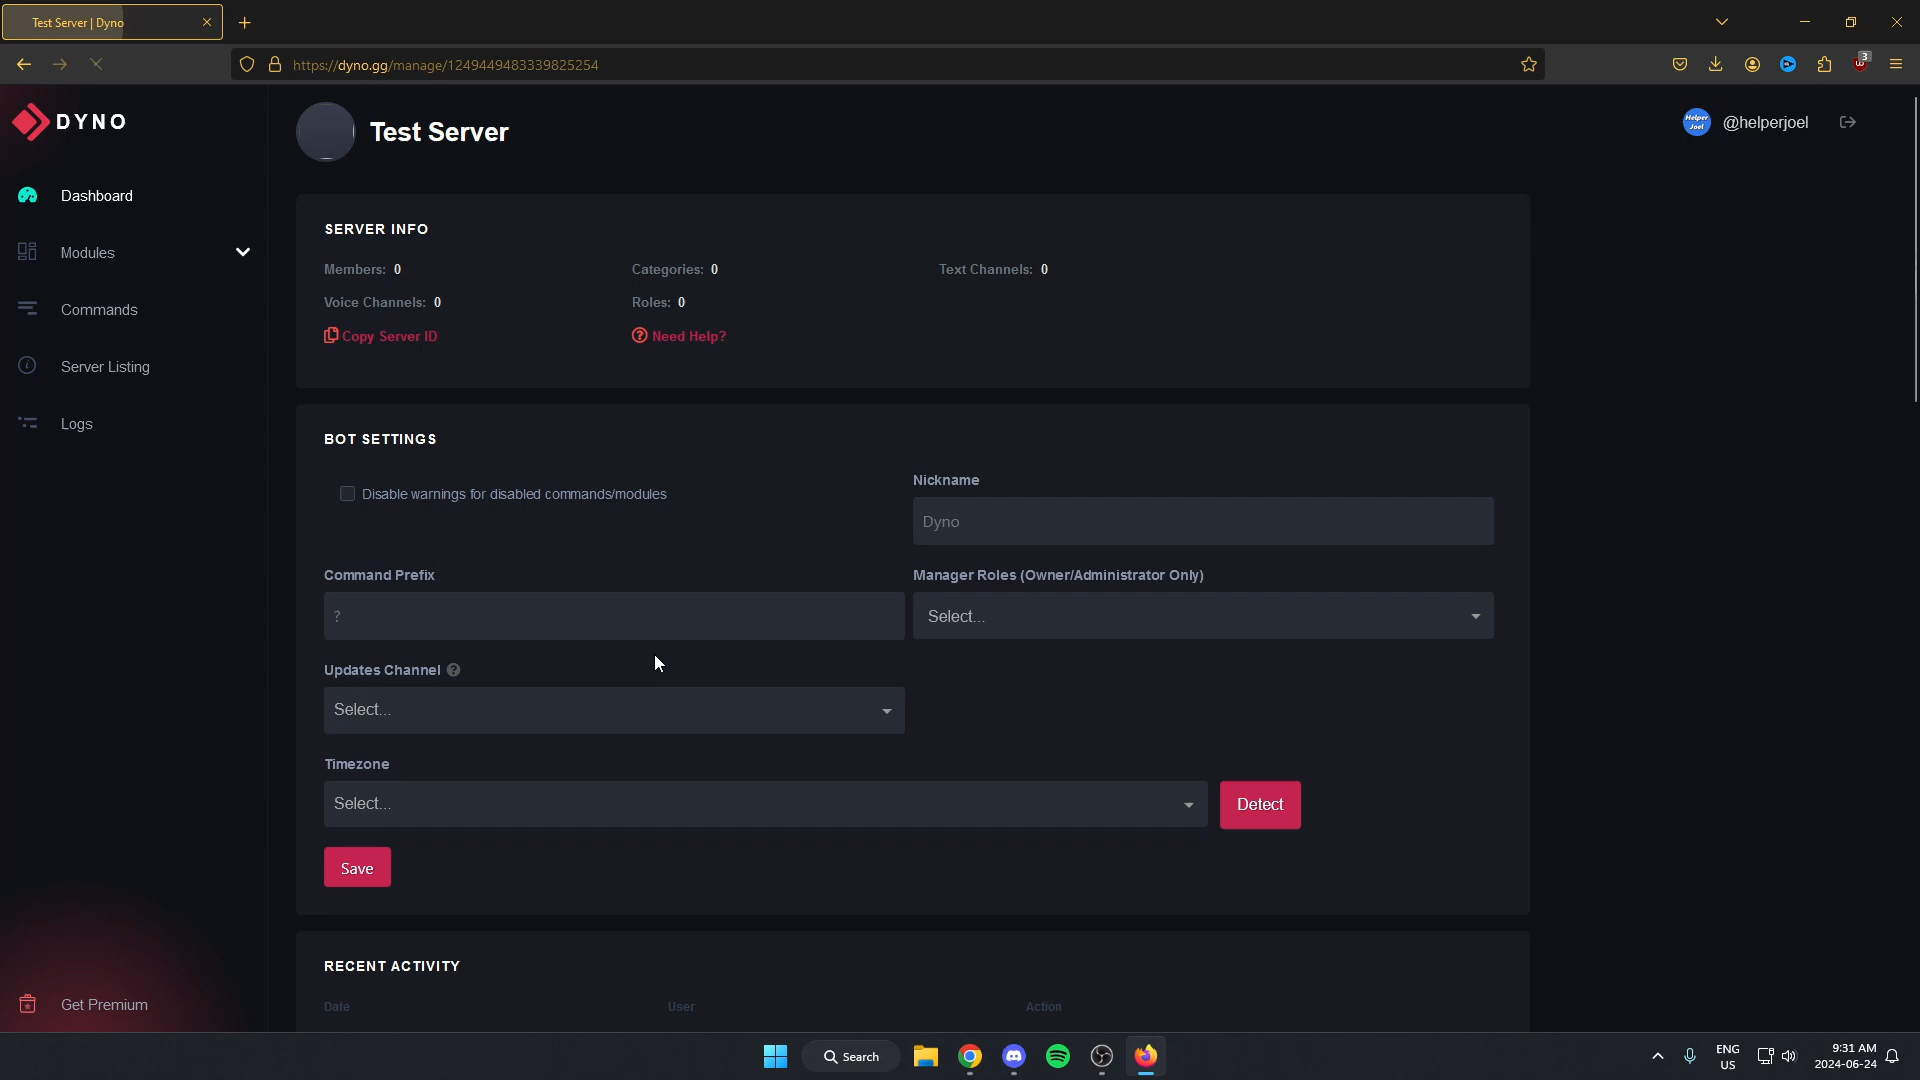 Test Server | Dyno
https://dyno.gg/manage/1249449483339825254
3
DYNO
Test Server
Helper Joel
@helperjoel
Dashboard
Modules
Commands
Server Listing
Logs
Get Premium
SERVER INFO
Members: 0
Categories: 0
Text Channels: 0
Voice Channels: 0
Roles: 0
Copy Server ID
Need Help?
BOT SETTINGS
Disable warnings for disabled commands/modules
Nickname
Dyno
Command Prefix
?
Manager Roles (Owner/Administrator Only)
Select...
Updates Channel ?
Select...
Timezone
Select...
Detect
Save
RECENT ACTIVITY
Date
User
Action
Search
ENG
US
9:31 AM
2024-06-24